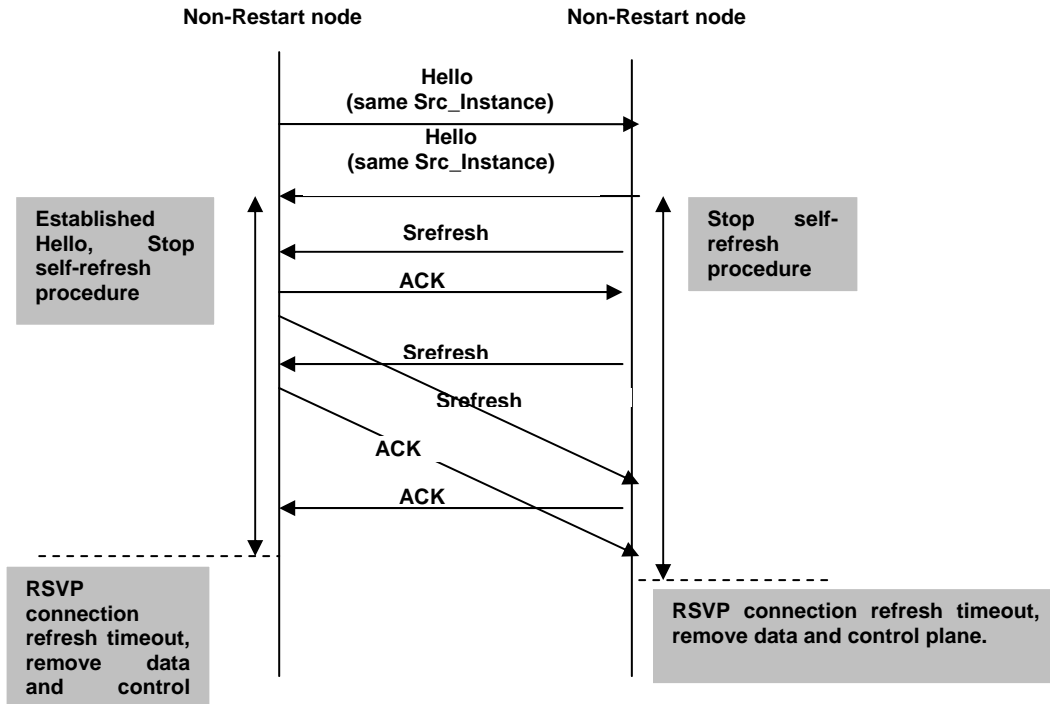 Non-Restart node
Non-Restart node
Hello
(same Src_Instance)
Hello
(same Src_Instance)
Established
Hello, Stop
self-refresh
procedure
Stop self-
refresh
procedure
Srefresh
ACK
Srefresh
Srefresh
ACK
ACK
RSVP
connection
refresh timeout,
remove data
and control
RSVP connection refresh timeout,
remove data and control plane.